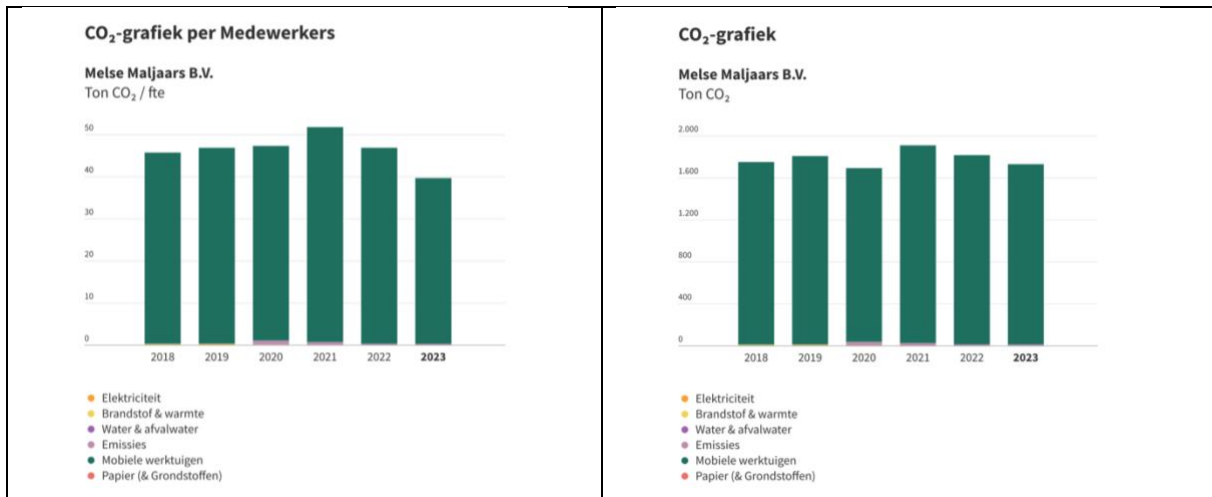 CO₂-grafiek per Medewerkers
Melse Maljaars B.V.
Ton CO₂ / fte
50
40
30
20
10
0
2018 2019 2020 2021 2022 2023
Elektriciteit
Brandstof & warmte
Water & afvalwater
Emissies
Mobiele werktuigen
Papier (& Grondstoffen)
CO₂-grafiek
Melse Maljaars B.V.
Ton CO₂
2.000
1.600
1.200
800
400
0
2018 2019 2020 2021 2022 2023
Elektriciteit
Brandstof & warmte
Water & afvalwater
Emissies
Mobiele werktuigen
Papier (& Grondstoffen)